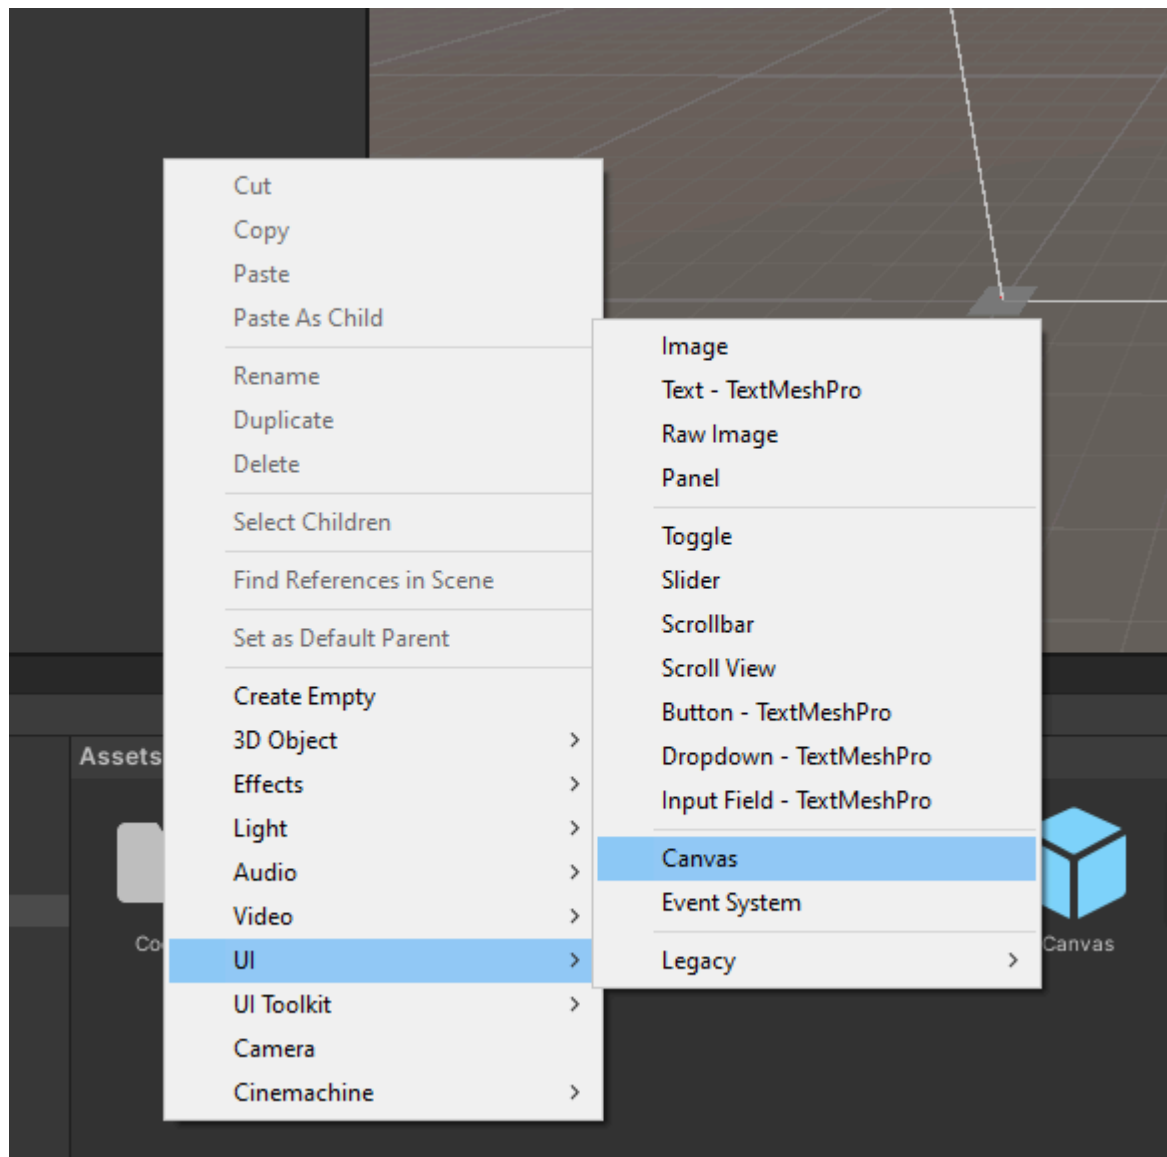 Cut
Copy
Paste
Paste As Child
Rename
Duplicate
Delete
Select Children
Find References in Scene
Set as Default Parent
Create Empty
3D Object
Effects
Light
Audio
Video
UI
UI Toolkit
Camera
Cinemachine
Image
Text - TextMeshPro
Raw Image
Panel
Toggle
Slider
Scrollbar
Scroll View
Button - TextMeshPro
Dropdown - TextMeshPro
Input Field - TextMeshPro
Canvas
Event System
Legacy
Assets
Canvas